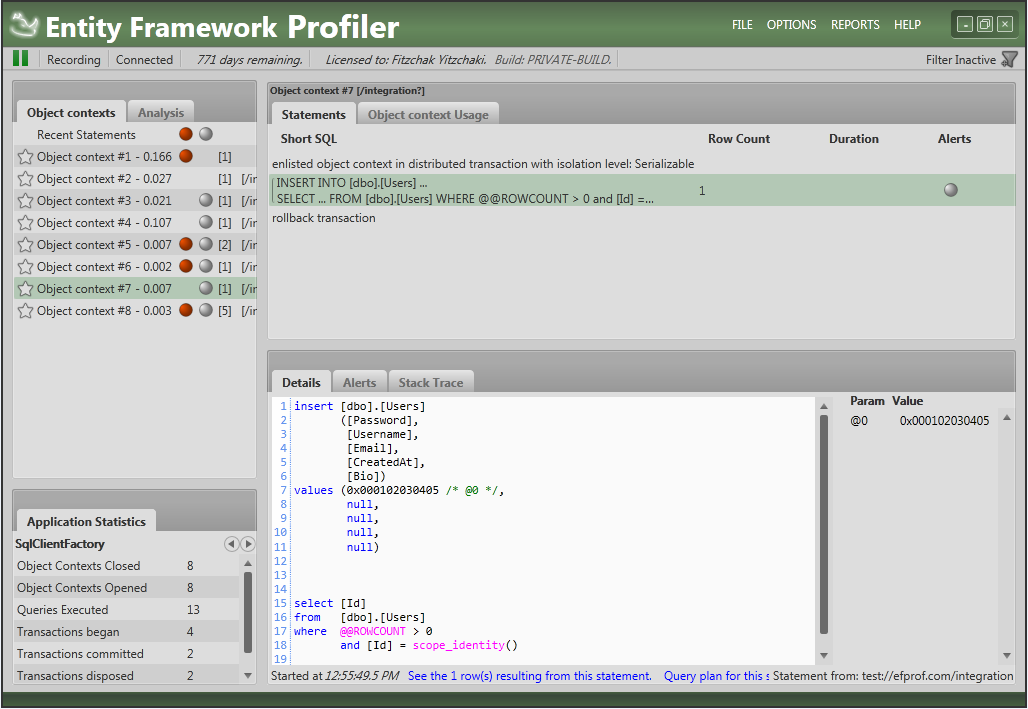 Entity Framework Profiler
FILE OPTIONS REPORTS HELP
Recording Connected 771 days remaining. Licensed to: Fitzchak Yitzchaki. Build: PRIVATE-BUILD. Filter Inactive
Object contexts Analysis
Recent Statements
Object context #1 - 0.166 [1]
Object context #2 - 0.027 [1] [/in
Object context #3 - 0.021 [1] [/in
Object context #4 - 0.107 [1] [/in
Object context #5 - 0.007 [2] [/in
Object context #6 - 0.002 [1] [/in
Object context #7 - 0.007 [1] [/in
Object context #8 - 0.003 [5] [/in
Application Statistics
SqlClientFactory
Object Contexts Closed 8
Object Contexts Opened 8
Queries Executed 13
Transactions began 4
Transactions committed 2
Transactions disposed 2
Object context #7 [/integration?]
Statements Object context Usage
Short SQL Row Count Duration Alerts
enlisted object context in distributed transaction with isolation level: Serializable
INSERT INTO [dbo].[Users] ...
SELECT ... FROM [dbo].[Users] WHERE @@ROWCOUNT > 0 and [Id] =... 1
rollback transaction
Details Alerts Stack Trace
1 insert [dbo].[Users]
2 ([Password],
3 [Username],
4 [Email],
5 [CreatedAt],
6 [Bio])
7 values (0x000102030405 /* @0 */,
8 null,
9 null,
10 null,
11 null)
12
13
14
15 select [Id]
16 from [dbo].[Users]
17 where @@ROWCOUNT > 0
18 and [Id] = scope_identity()
19
Param Value
@0 0x000102030405
Started at 12:55:49.5 PM See the 1 row(s) resulting from this statement. Query plan for this s Statement from: test://efprof.com/integration